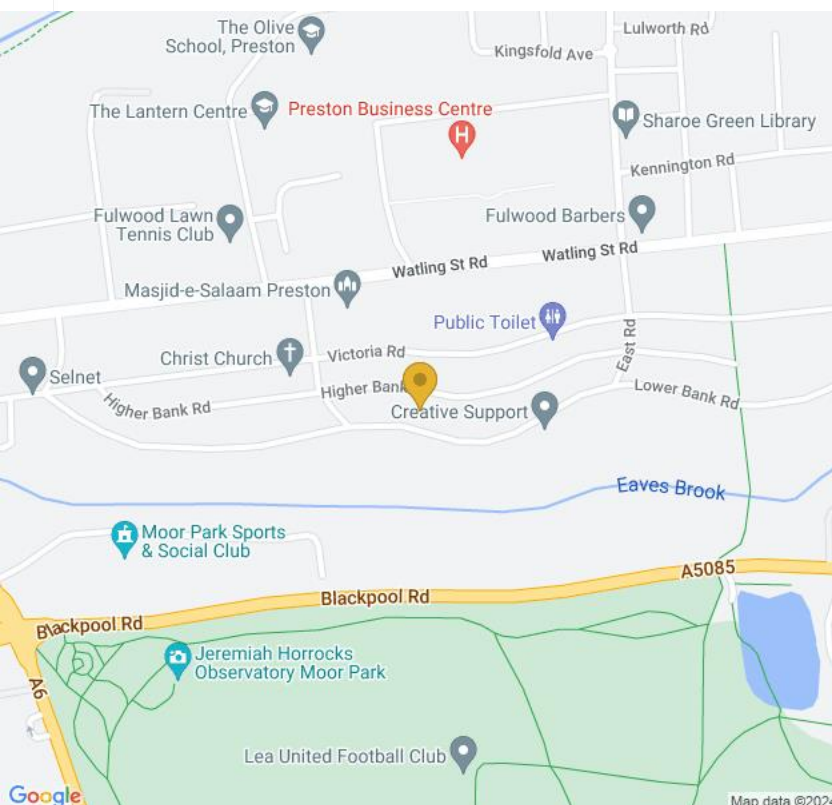 The Olive
School, Preston
Lulworth Rd
Kingsfold Ave
The Lantern Centre
Preston Business Centre
H
Sharoe Green Library
Kennington Rd
Fulwood Lawn
Tennis Club
Fulwood Barbers
Watling St Rd
Watling St Rd
Masjid-e-Salaam Preston
Public Toilet
Christ Church
Victoria Rd
East Rd
Selnet
Higher Bank
Higher Bank Rd
Creative Support
Lower Bank Rd
Eaves Brook
Moor Park Sports
& Social Club
A5085
Blackpool Rd
Blackpool Rd
Jeremiah Horrocks
Observatory Moor Park
A6
Lea United Football Club
Google
Map data ©2024